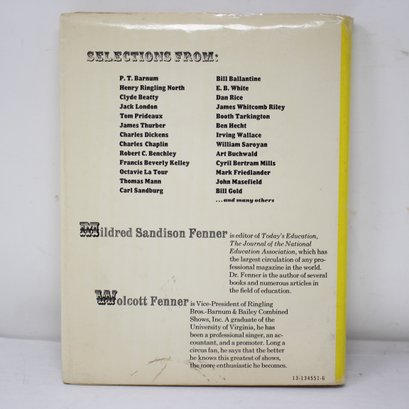 SELECTIONS FROM:
P. T. Barnum
Henry Ringling North
Clyde Beatty
Jack London
Tom Prideaux
James Thurber
Charles Dickens
Charles Chaplin
Robert C. Benchley
Francis Beverly Kelley
Octavie La Tour
Thomas Mann
Carl Sandburg
Bill Ballantine
E. B. White
Dan Rice
James Whitcomb Riley
Booth Tarkington
Ben Hecht
Irving Wallace
William Saroyan
Art Buchwald
Cyril Bertram Mills
Mark Friedlander
John Masefield
Bill Gold
...and many others
Mildred Sandison Fenner is editor of Today's Education,
The Journal of the National
Education Association, which has
the largest circulation of any pro-
fessional magazine in the world.
Dr. Fenner is the author of several
books and numerous articles in
the field of education.
Wolcott Fenner is Vice-President of Ringling
Bros.-Barnum & Bailey Combined
Shows, Inc. A graduate of the
University of Virginia, he has
been a professional singer, an ac-
countant, and a promoter. Long a
circus fan, he says that the better
he knows this greatest of shows,
the more enthusiastic he becomes.
13-134551-6